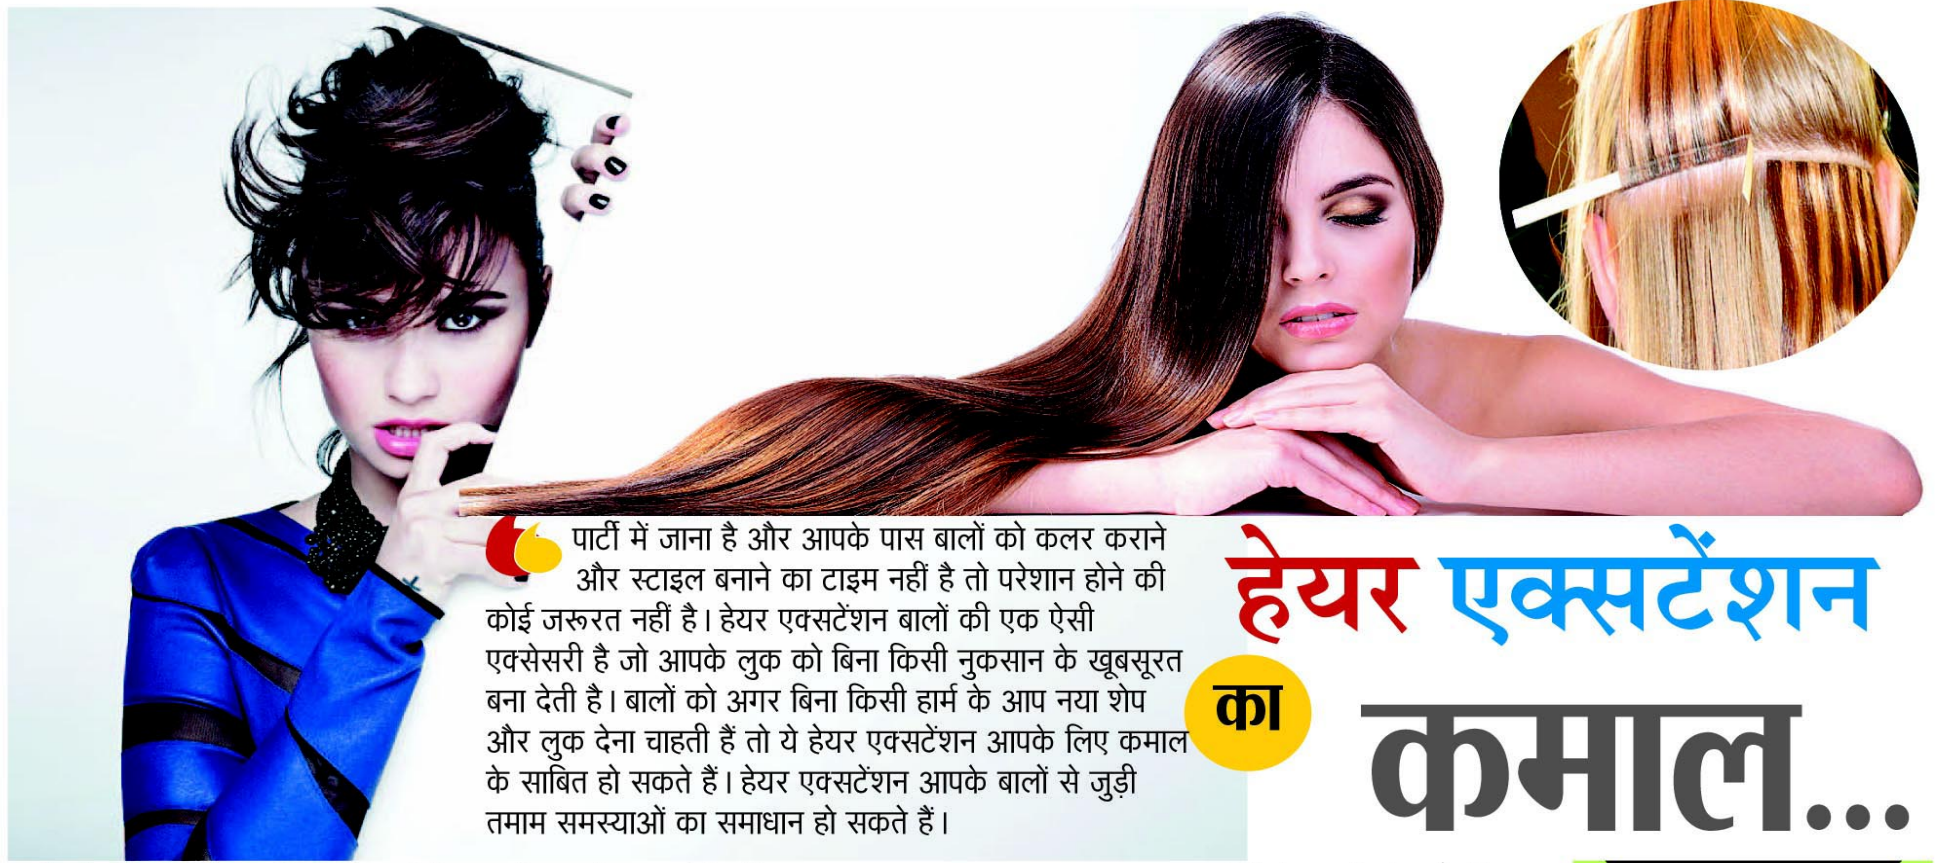 पार्टी में जाना है और आपके पास बालों को कलर कराने
और स्टाइल बनाने का टाइम नहीं है तो परेशान होने की
कोई जरूरत नहीं है। हेयर एक्सटेंशन बालों की एक ऐसी
एक्सेसरी है जो आपके लुक को बिना किसी नुकसान के खूबसूरत
बना देती है। बालों को अगर बिना किसी हार्म के आप नया शेप
और लुक देना चाहती हैं तो ये हेयर एक्सटेंशन आपके लिए कमाल
के साबित हो सकते हैं। हेयर एक्सटेंशन आपके बालों से जुड़ी
तमाम समस्याओं का समाधान हो सकते हैं।
हेयर एक्सटेंशन
का
कमाल...